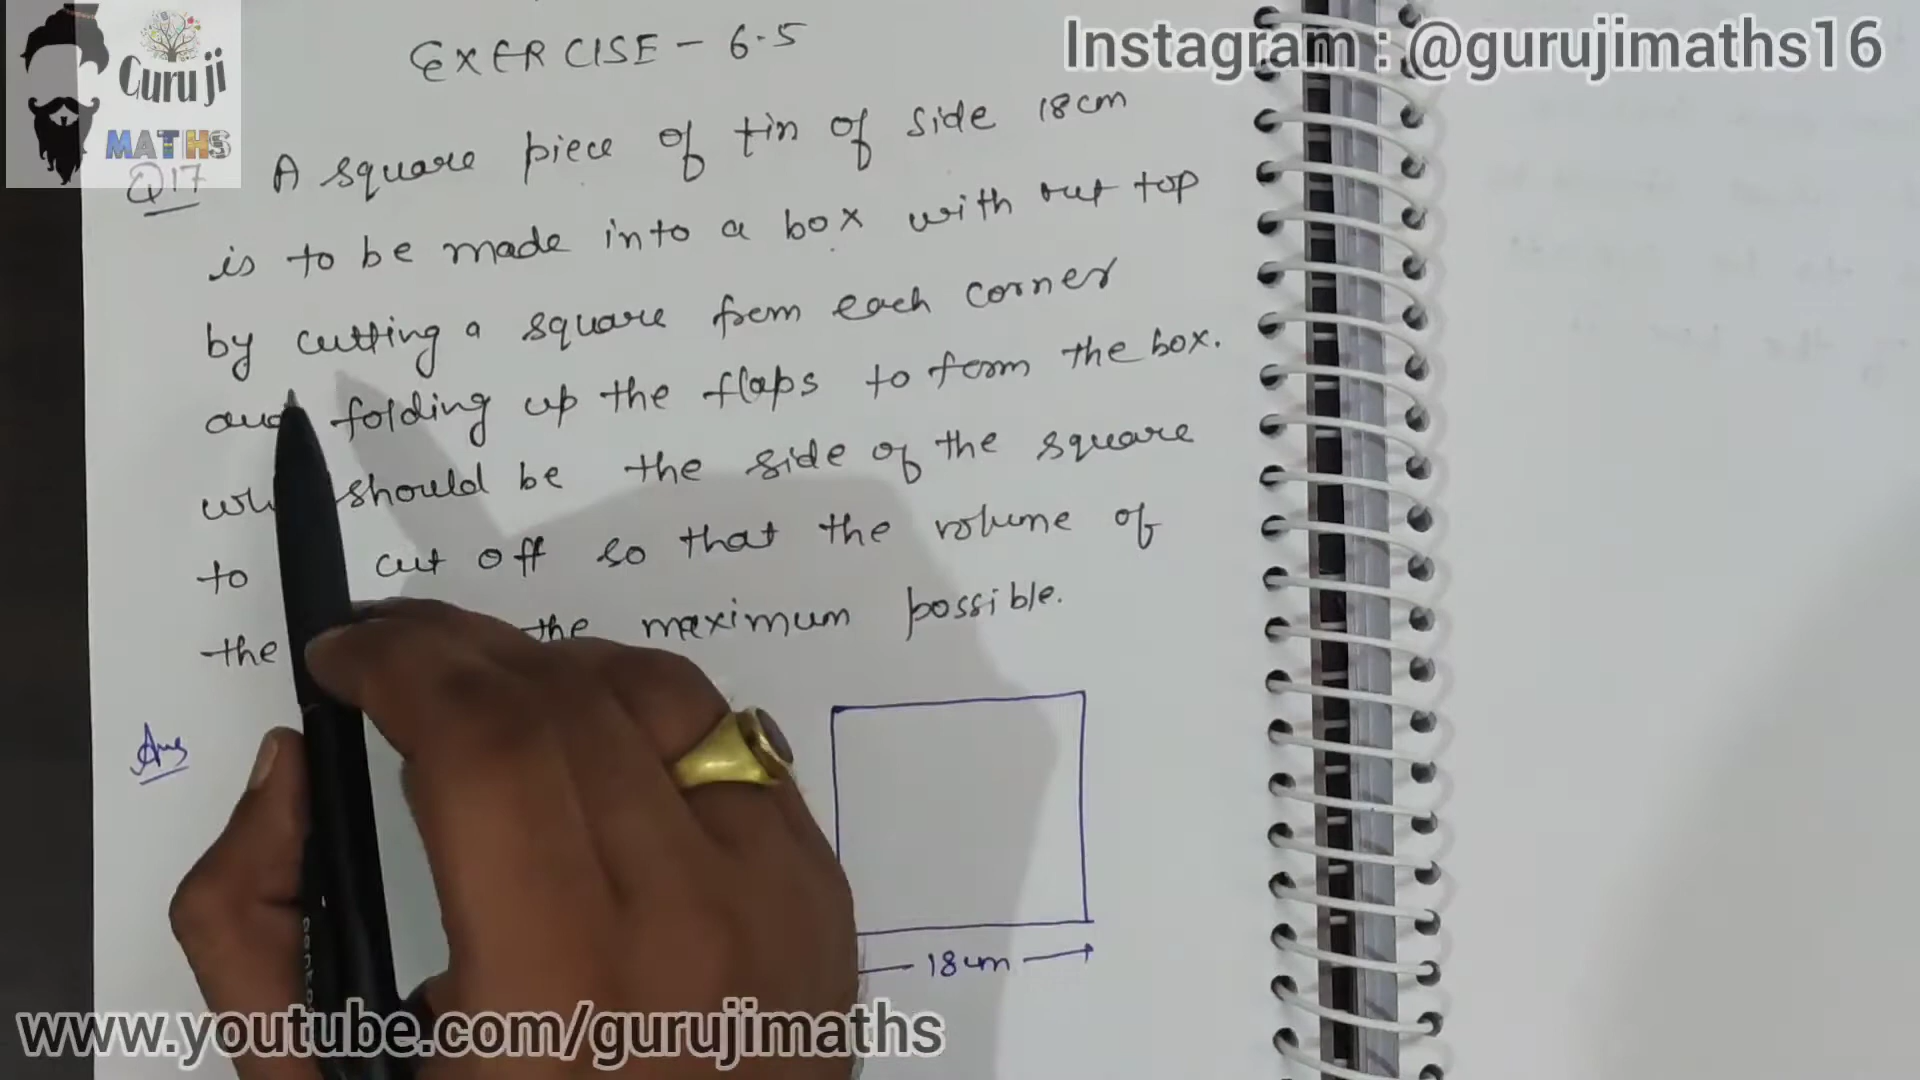 EXERCISE - 6.5
Instagram : @gurujimaths16
Guruji
MATHS
Q17 A square piece of tin of side 18cm
is to be made into a box with out top
by cutting a square from each corner
and folding up the flaps to form the box.
should be the side of the square
to cut off so that the volume of
the the maximum possible.
Ans
18cm
www.youtube.com/gurujimaths